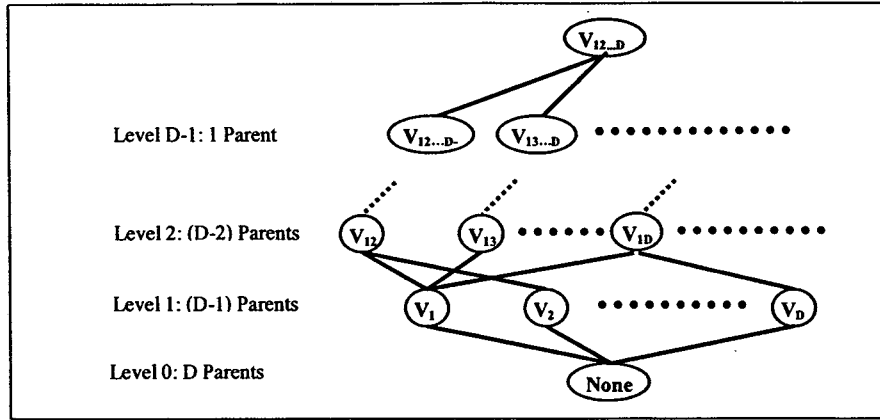 V12...D
Level D-1: 1 Parent V12...D- V13...D
Level 2: (D-2) Parents V12 V13 V1D
Level 1: (D-1) Parents V1 V2 VD
Level 0: D Parents None